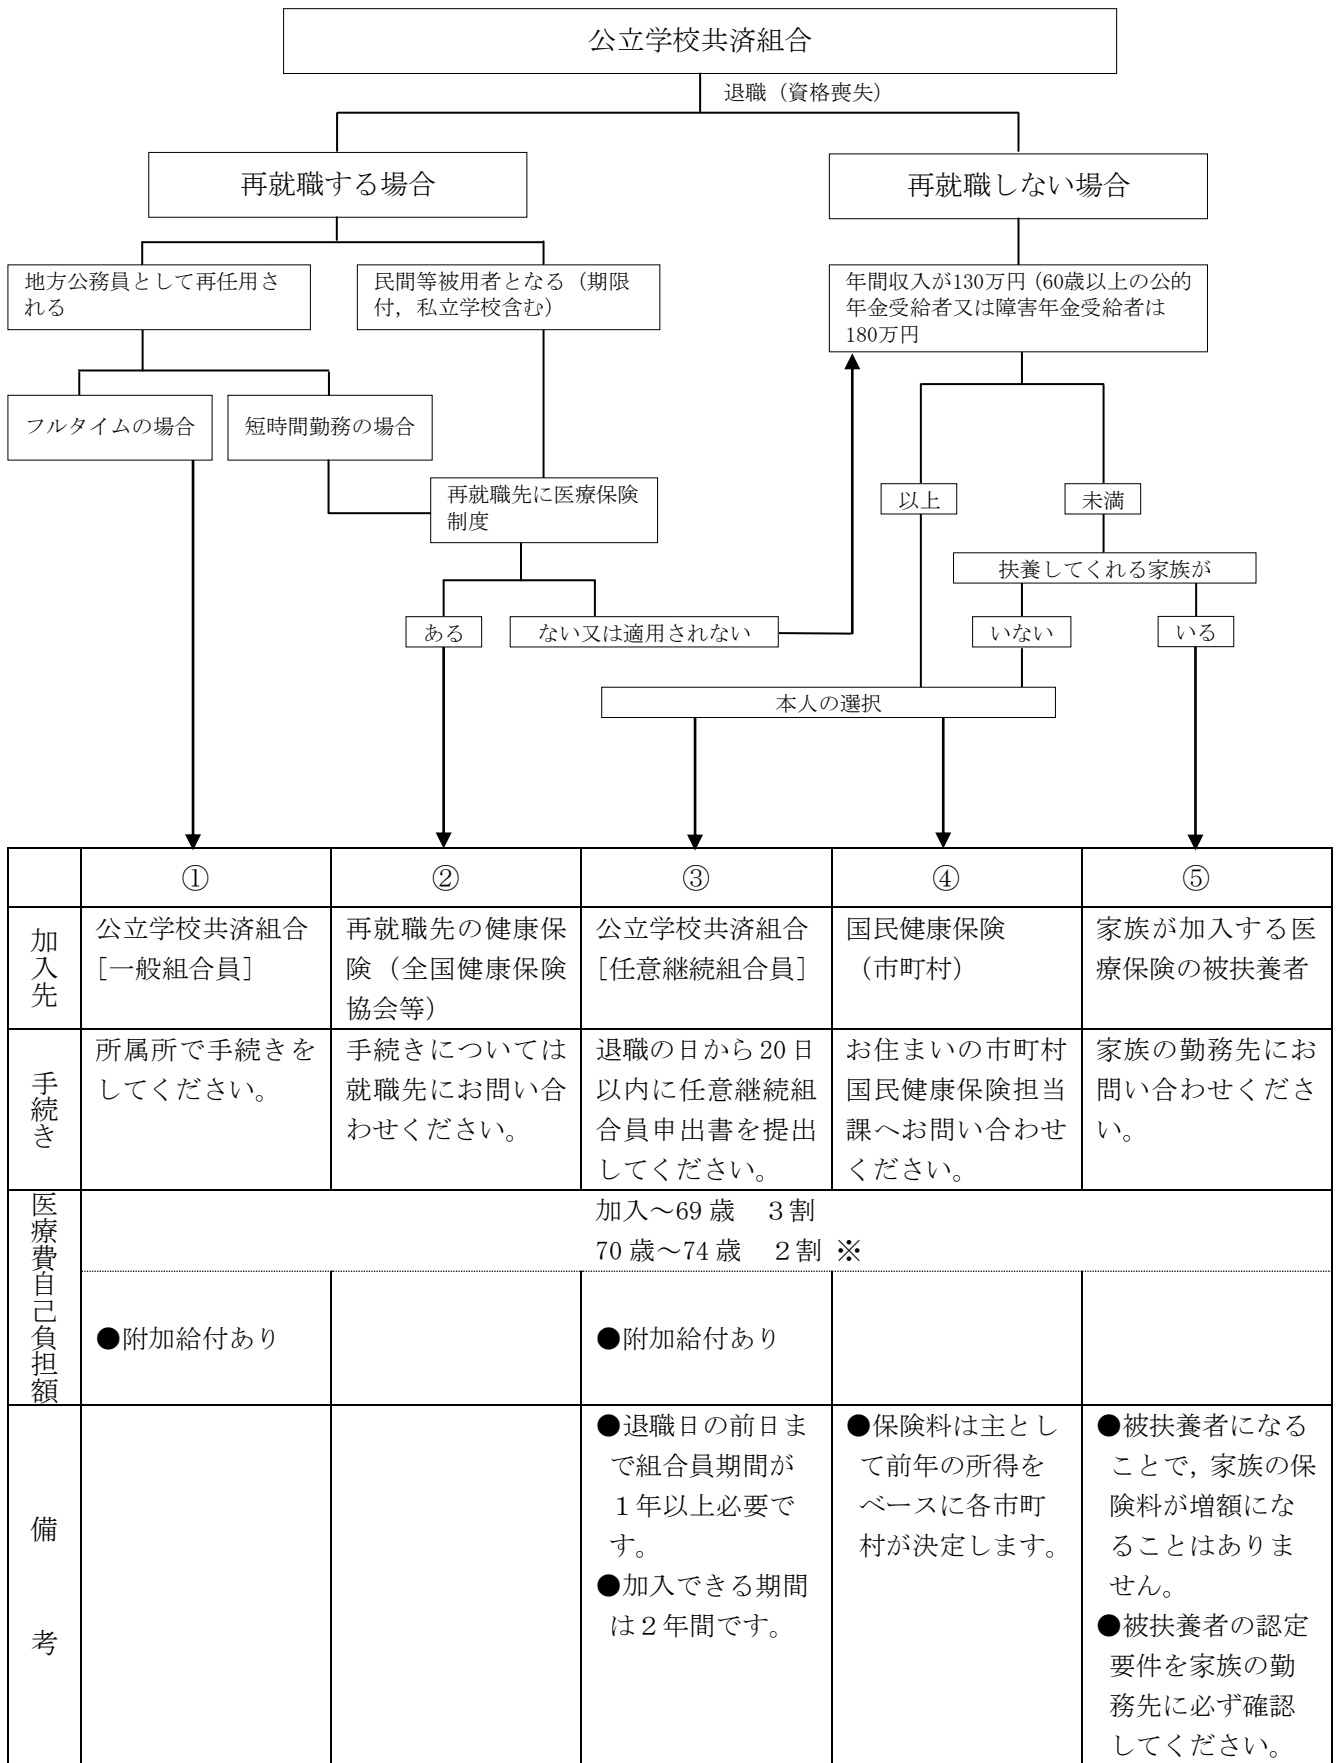 公立学校共済組合
退職（資格喪失）
再就職する場合
再就職しない場合
地方公務員として再任用さ
れる
民間等被用者となる（期限
付，私立学校含む）
年間収入が130万円（60歳以上の公的
年金受給者又は障害年金受給者は
180万円
フルタイムの場合
短時間勤務の場合
再就職先に医療保険
制度
以上
未満
扶養してくれる家族が
ある
ない又は適用されない
いない
いる
本人の選択
①
②
③
④
⑤
加入先
公立学校共済組合
［一般組合員］
再就職先の健康保
険（全国健康保険
協会等）
公立学校共済組合
［任意継続組合員］
国民健康保険
（市町村）
家族が加入する医
療保険の被扶養者
手続き
所属所で手続きを
してください。
手続きについては
就職先にお問い合
わせください。
退職の日から20日
以内に任意継続組
合員申出書を提出
してください。
お住まいの市町村
国民健康保険担当
課へお問い合わせ
ください。
家族の勤務先にお
問い合わせくださ
い。
医療費自己負担額
加入～69歳　３割
70歳～74歳　２割 ※
●附加給付あり
●附加給付あり
備考
●退職日の前日ま
で組合員期間が
１年以上必要で
す。
●加入できる期間
は２年間です。
●保険料は主とし
て前年の所得を
ベースに各市町
村が決定します。
●被扶養者になる
ことで，家族の保
険料が増額にな
ることはありま
せん。
●被扶養者の認定
要件を家族の勤
務先に必ず確認
してください。